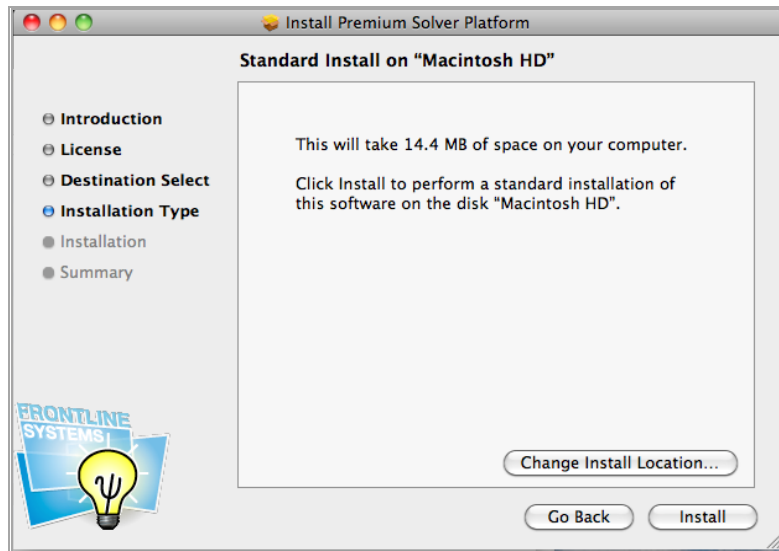 Install Premium Solver Platform
Standard Install on “Macintosh HD”
Introduction
License
Destination Select
Installation Type
Installation
Summary
This will take 14.4 MB of space on your computer.
Click Install to perform a standard installation of
this software on the disk “Macintosh HD”.
FRONTLINE
SYSTEMS
Ψ
Change Install Location...
Go Back
Install